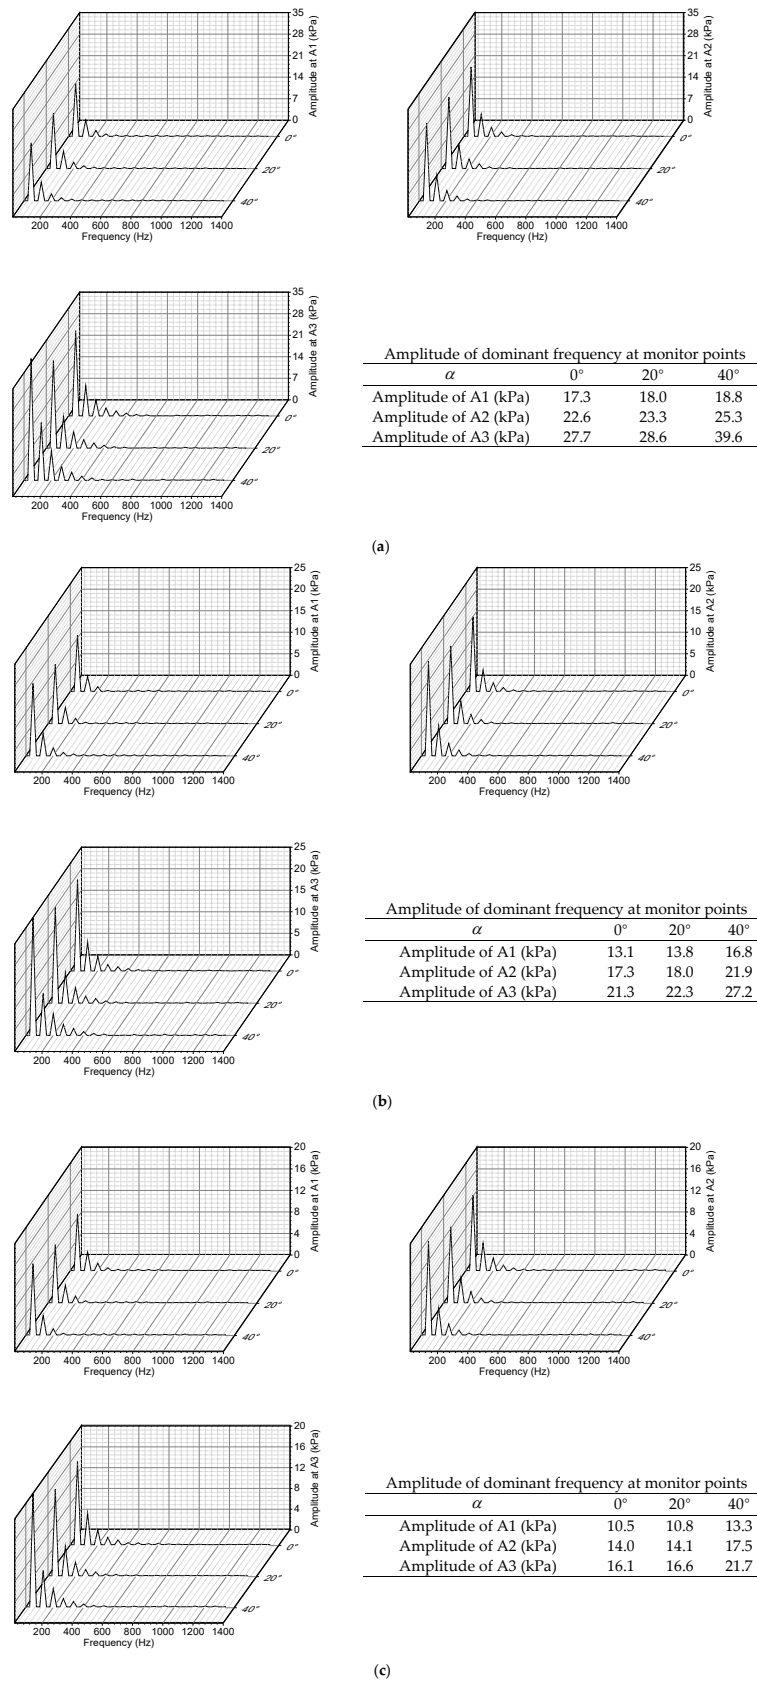 35
28
21
14
7
0
Amplitude at A1 (kPa)
0°
20°
40°
200 400 600 800 1000 1200 1400
Frequency (Hz)
35
28
21
14
7
0
Amplitude at A2 (kPa)
0°
20°
40°
200 400 600 800 1000 1200 1400
Frequency (Hz)
35
28
21
14
7
0
Amplitude at A3 (kPa)
0°
20°
40°
200 400 600 800 1000 1200 1400
Frequency (Hz)
Amplitude of dominant frequency at monitor points
α 0° 20° 40°
Amplitude of A1 (kPa) 17.3 18.0 18.8
Amplitude of A2 (kPa) 22.6 23.3 25.3
Amplitude of A3 (kPa) 27.7 28.6 39.6
(a)
25
20
15
10
5
0
Amplitude at A1 (kPa)
0°
20°
40°
200 400 600 800 1000 1200 1400
Frequency (Hz)
25
20
15
10
5
0
Amplitude at A2 (kPa)
0°
20°
40°
200 400 600 800 1000 1200 1400
Frequency (Hz)
25
20
15
10
5
0
Amplitude at A3 (kPa)
0°
20°
40°
200 400 600 800 1000 1200 1400
Frequency (Hz)
Amplitude of dominant frequency at monitor points
α 0° 20° 40°
Amplitude of A1 (kPa) 13.1 13.8 16.8
Amplitude of A2 (kPa) 17.3 18.0 21.9
Amplitude of A3 (kPa) 21.3 22.3 27.2
(b)
20
16
12
8
4
0
Amplitude at A1 (kPa)
0°
20°
40°
200 400 600 800 1000 1200 1400
Frequency (Hz)
20
16
12
8
4
0
Amplitude at A2 (kPa)
0°
20°
40°
200 400 600 800 1000 1200 1400
Frequency (Hz)
20
16
12
8
4
0
Amplitude at A3 (kPa)
0°
20°
40°
200 400 600 800 1000 1200 1400
Frequency (Hz)
Amplitude of dominant frequency at monitor points
α 0° 20° 40°
Amplitude of A1 (kPa) 10.5 10.8 13.3
Amplitude of A2 (kPa) 14.0 14.1 17.5
Amplitude of A3 (kPa) 16.1 16.6 21.7
(c)